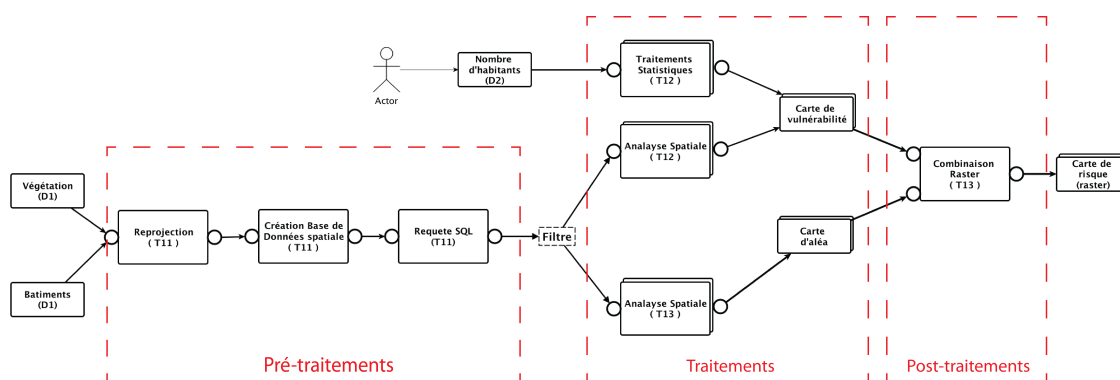 Actor
Nombre
d'habitants
(D2)
Traitements
Statistiques
( T12 )
Carte de
vulnérabilité
Analayse Spatiale
( T12 )
Végétation
(D1)
Batiments
(D1)
Reprojection
( T11 )
Création Base de
Données spatiale
( T11 )
Requete SQL
(T11)
Filtre
Analayse Spatiale
( T13 )
Carte
d'aléa
Combinaison
Raster
( T13 )
Carte de
risque
(raster)
Pré-traitements
Traitements
Post-traitements